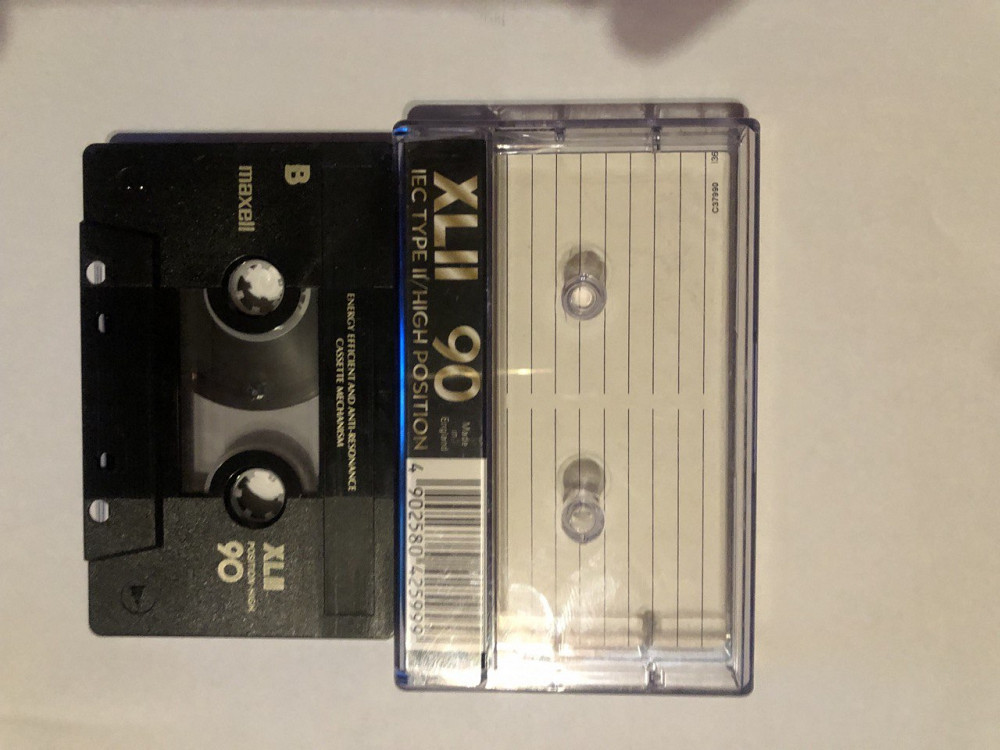 B
maxell
ENERGY EFFICIENT AND ANTI-RESONANCE
CASSETTE MECHANISM
XLII
POSITION·HIGH
90
XLII 90
IEC TYPE II/HIGH POSITION
Made
in
England
4 902580 425999
C37990